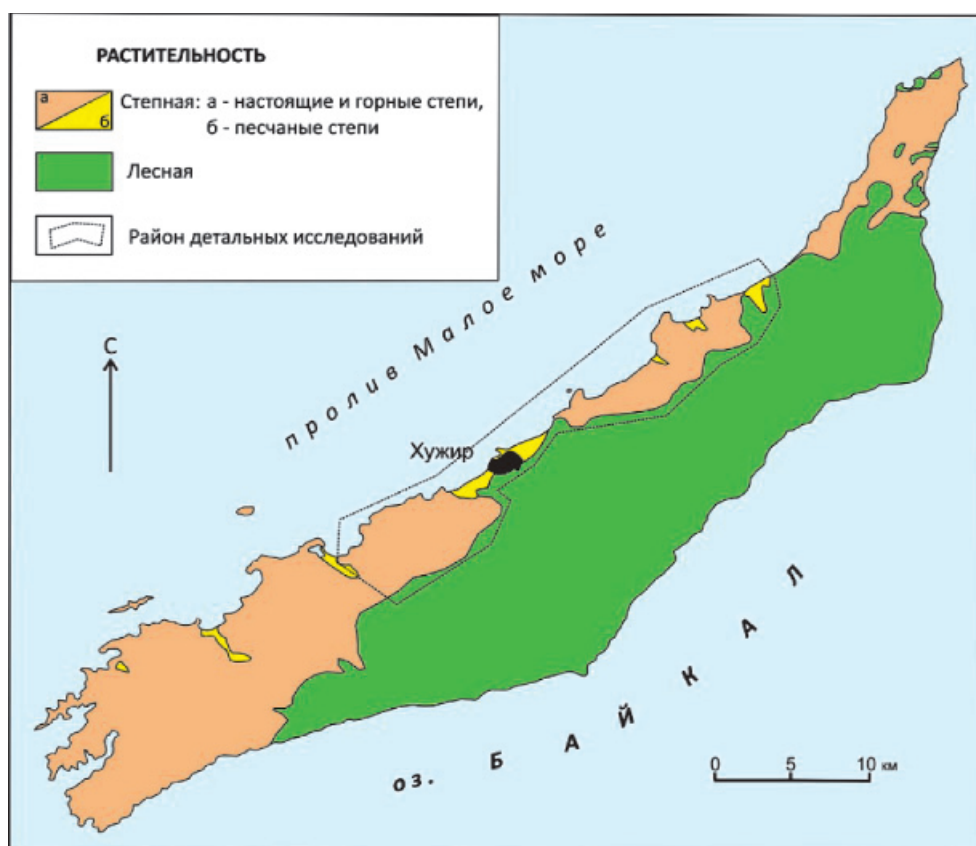 РАСТИТЕЛЬНОСТЬ
а
б
Степная: а - настоящие и горные степи,
б - песчаные степи
Лесная
Район детальных исследований
С
пролив Малое море
Хужир
оз. БАЙКАЛ
0 5 10 км